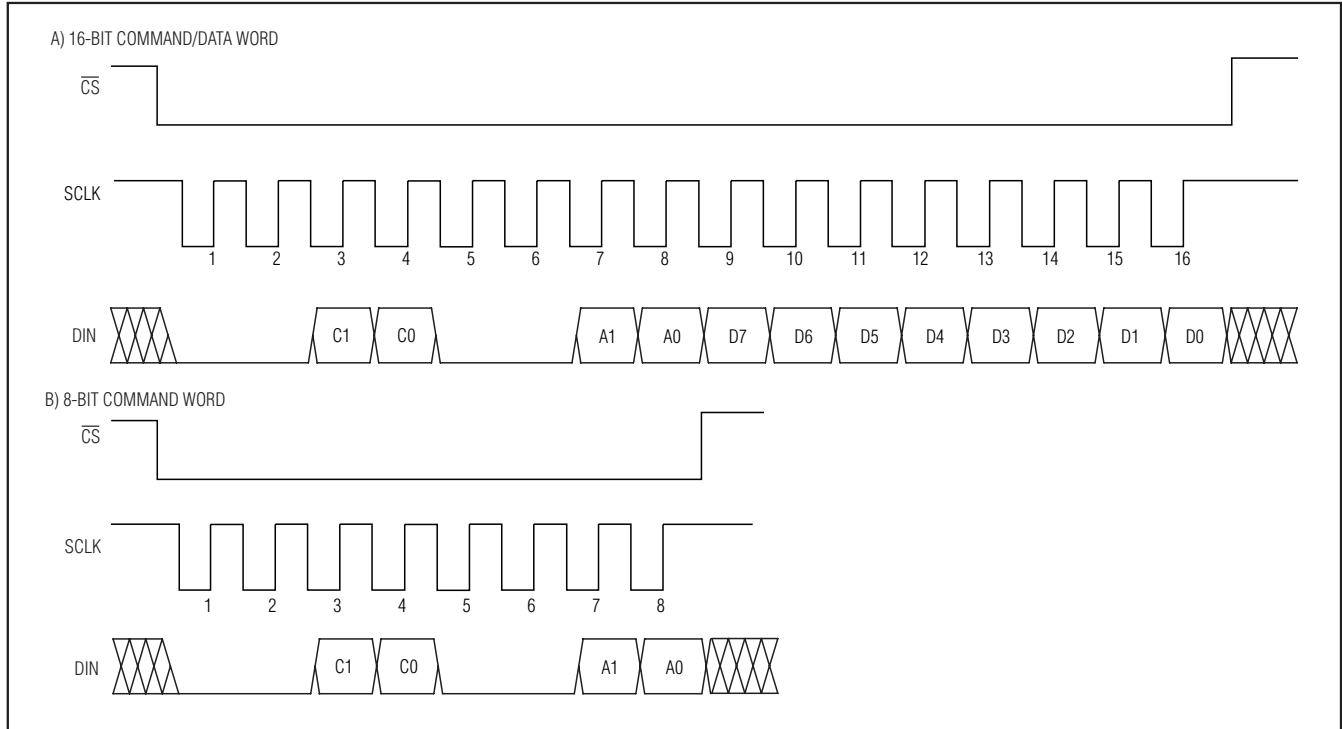 A) 16-BIT COMMAND/DATA WORD
CS
SCLK
1 2 3 4 5 6 7 8 9 10 11 12 13 14 15 16
DIN C1 C0 A1 A0 D7 D6 D5 D4 D3 D2 D1 D0
B) 8-BIT COMMAND WORD
CS
SCLK
1 2 3 4 5 6 7 8
DIN C1 C0 A1 A0